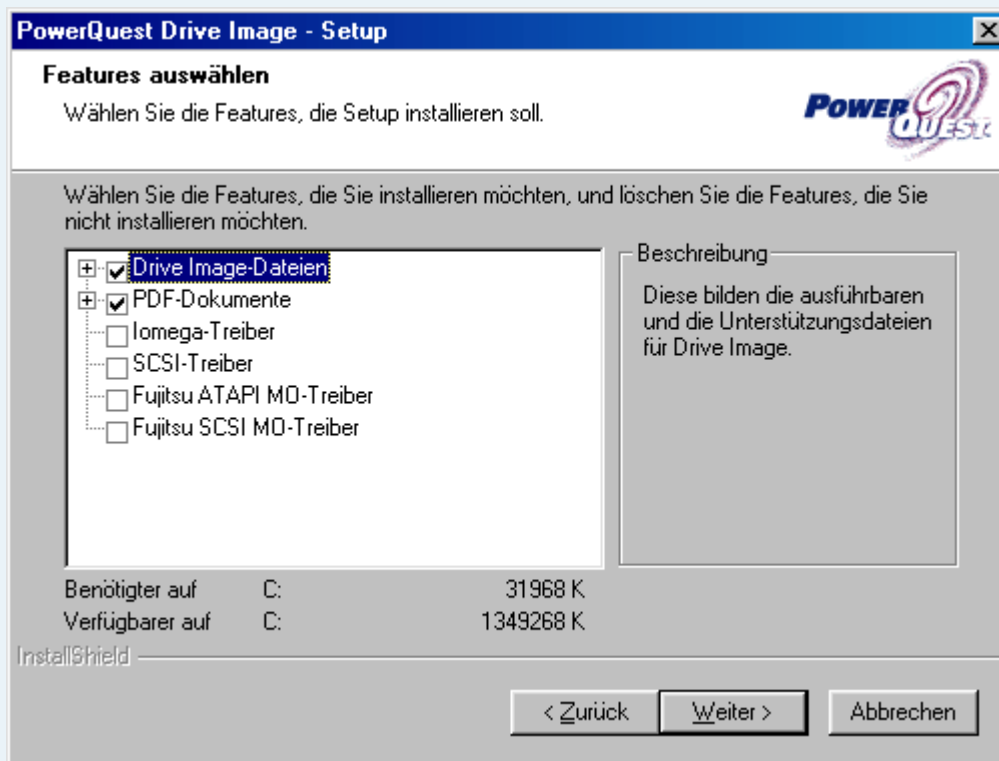 PowerQuest Drive Image - Setup
Features auswählen
Wählen Sie die Features, die Setup installieren soll.
POWERQUEST
Wählen Sie die Features, die Sie installieren möchten, und löschen Sie die Features, die Sie
nicht installieren möchten.
Drive Image-Dateien
PDF-Dokumente
Iomega-Treiber
SCSI-Treiber
Fujitsu ATAPI MO-Treiber
Fujitsu SCSI MO-Treiber
Beschreibung
Diese bilden die ausführbaren
und die Unterstützungsdateien
für Drive Image.
Benötigter auf C: 31968 K
Verfügbarer auf C: 1349268 K
InstallShield
< Zurück
Weiter >
Abbrechen